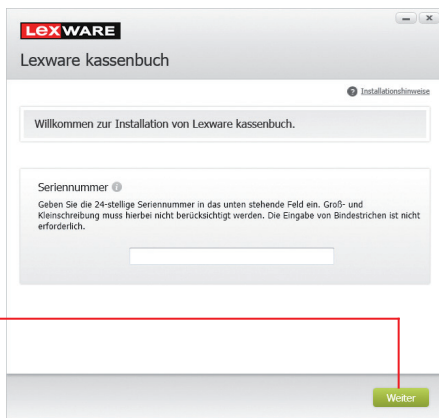 LEXWARE
Lexware kassenbuch
Installationshinweise
Willkommen zur Installation von Lexware kassenbuch.
Seriennummer
Geben Sie die 24-stellige Seriennummer in das unten stehende Feld ein. Groß- und
Kleinschreibung muss hierbei nicht berücksichtigt werden. Die Eingabe von Bindestrichen ist nicht
erforderlich.
Weiter